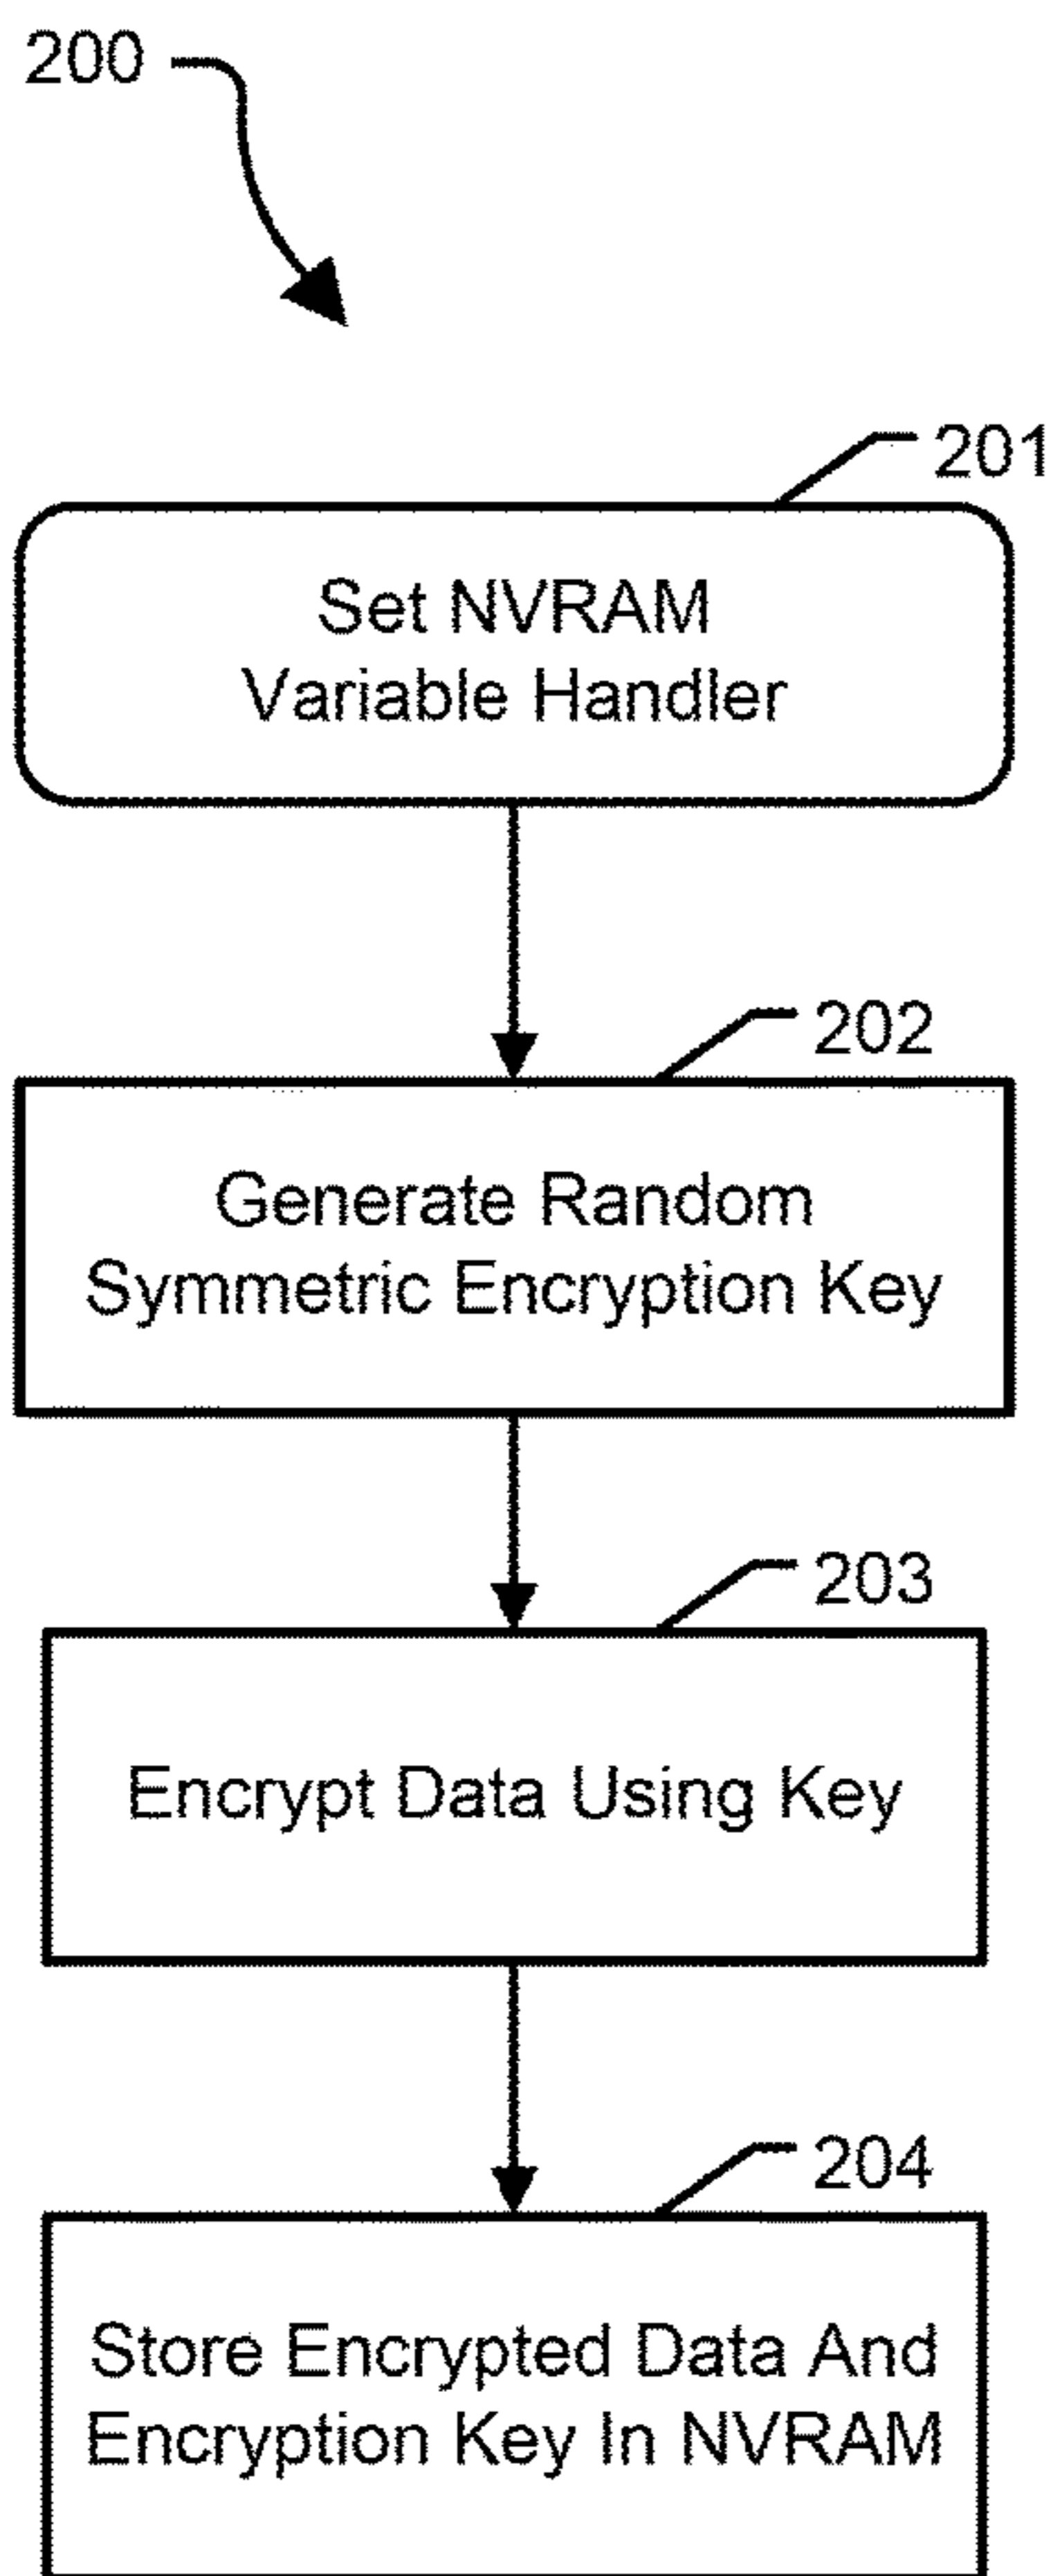 200
201
Set NVRAM
Variable Handler
202
Generate Random
Symmetric Encryption Key
203
Encrypt Data Using Key
204
Store Encrypted Data And
Encryption Key In NVRAM